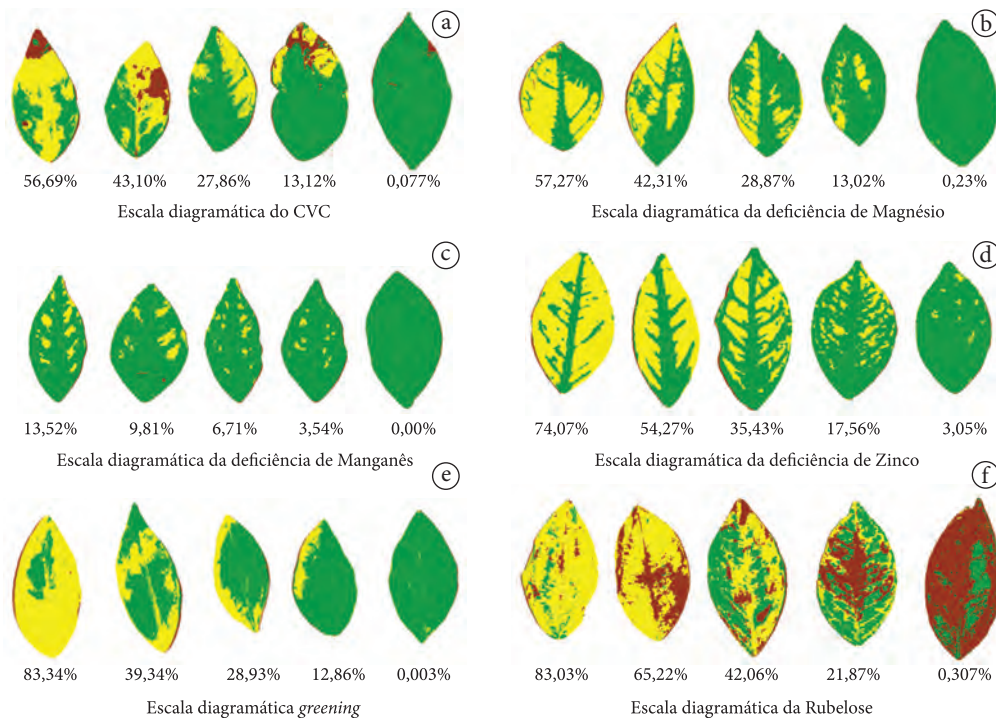 a
56,69% 43,10% 27,86% 13,12% 0,077%
Escala diagramática do CVC
b
57,27% 42,31% 28,87% 13,02% 0,23%
Escala diagramática da deficiência de Magnésio
c
13,52% 9,81% 6,71% 3,54% 0,00%
Escala diagramática da deficiência de Manganês
d
74,07% 54,27% 35,43% 17,56% 3,05%
Escala diagramática da deficiência de Zinco
e
83,34% 39,34% 28,93% 12,86% 0,003%
Escala diagramática greening
f
83,03% 65,22% 42,06% 21,87% 0,307%
Escala diagramática da Rubelose